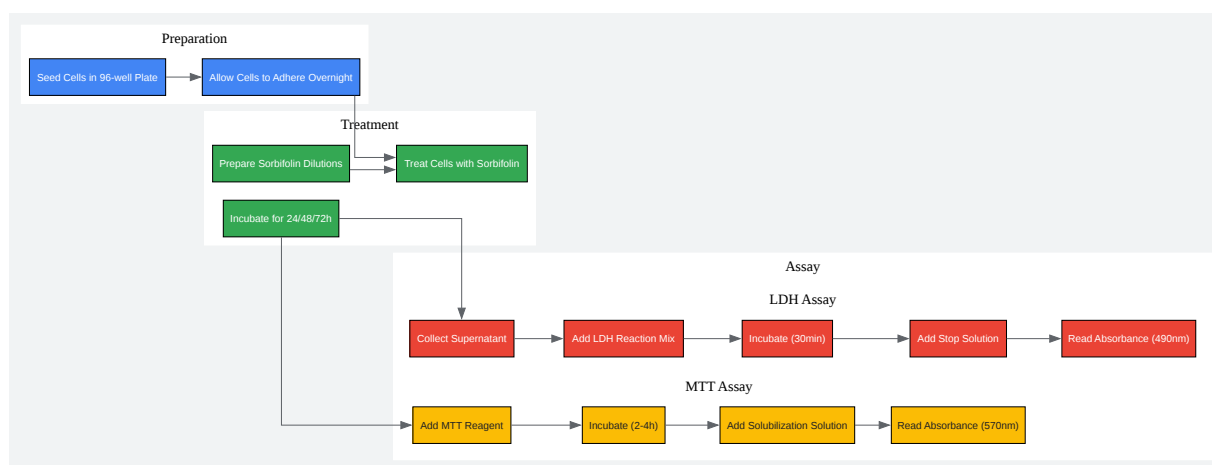 Preparation
Seed Cells in 96-well Plate
Allow Cells to Adhere Overnight
Treatment
Prepare Sorbifolin Dilutions
Treat Cells with Sorbifolin
Incubate for 24/48/72h
Assay
LDH Assay
Collect Supernatant
Add LDH Reaction Mix
Incubate (30min)
Add Stop Solution
Read Absorbance (490nm)
MTT Assay
Add MTT Reagent
Incubate (2-4h)
Add Solubilization Solution
Read Absorbance (570nm)